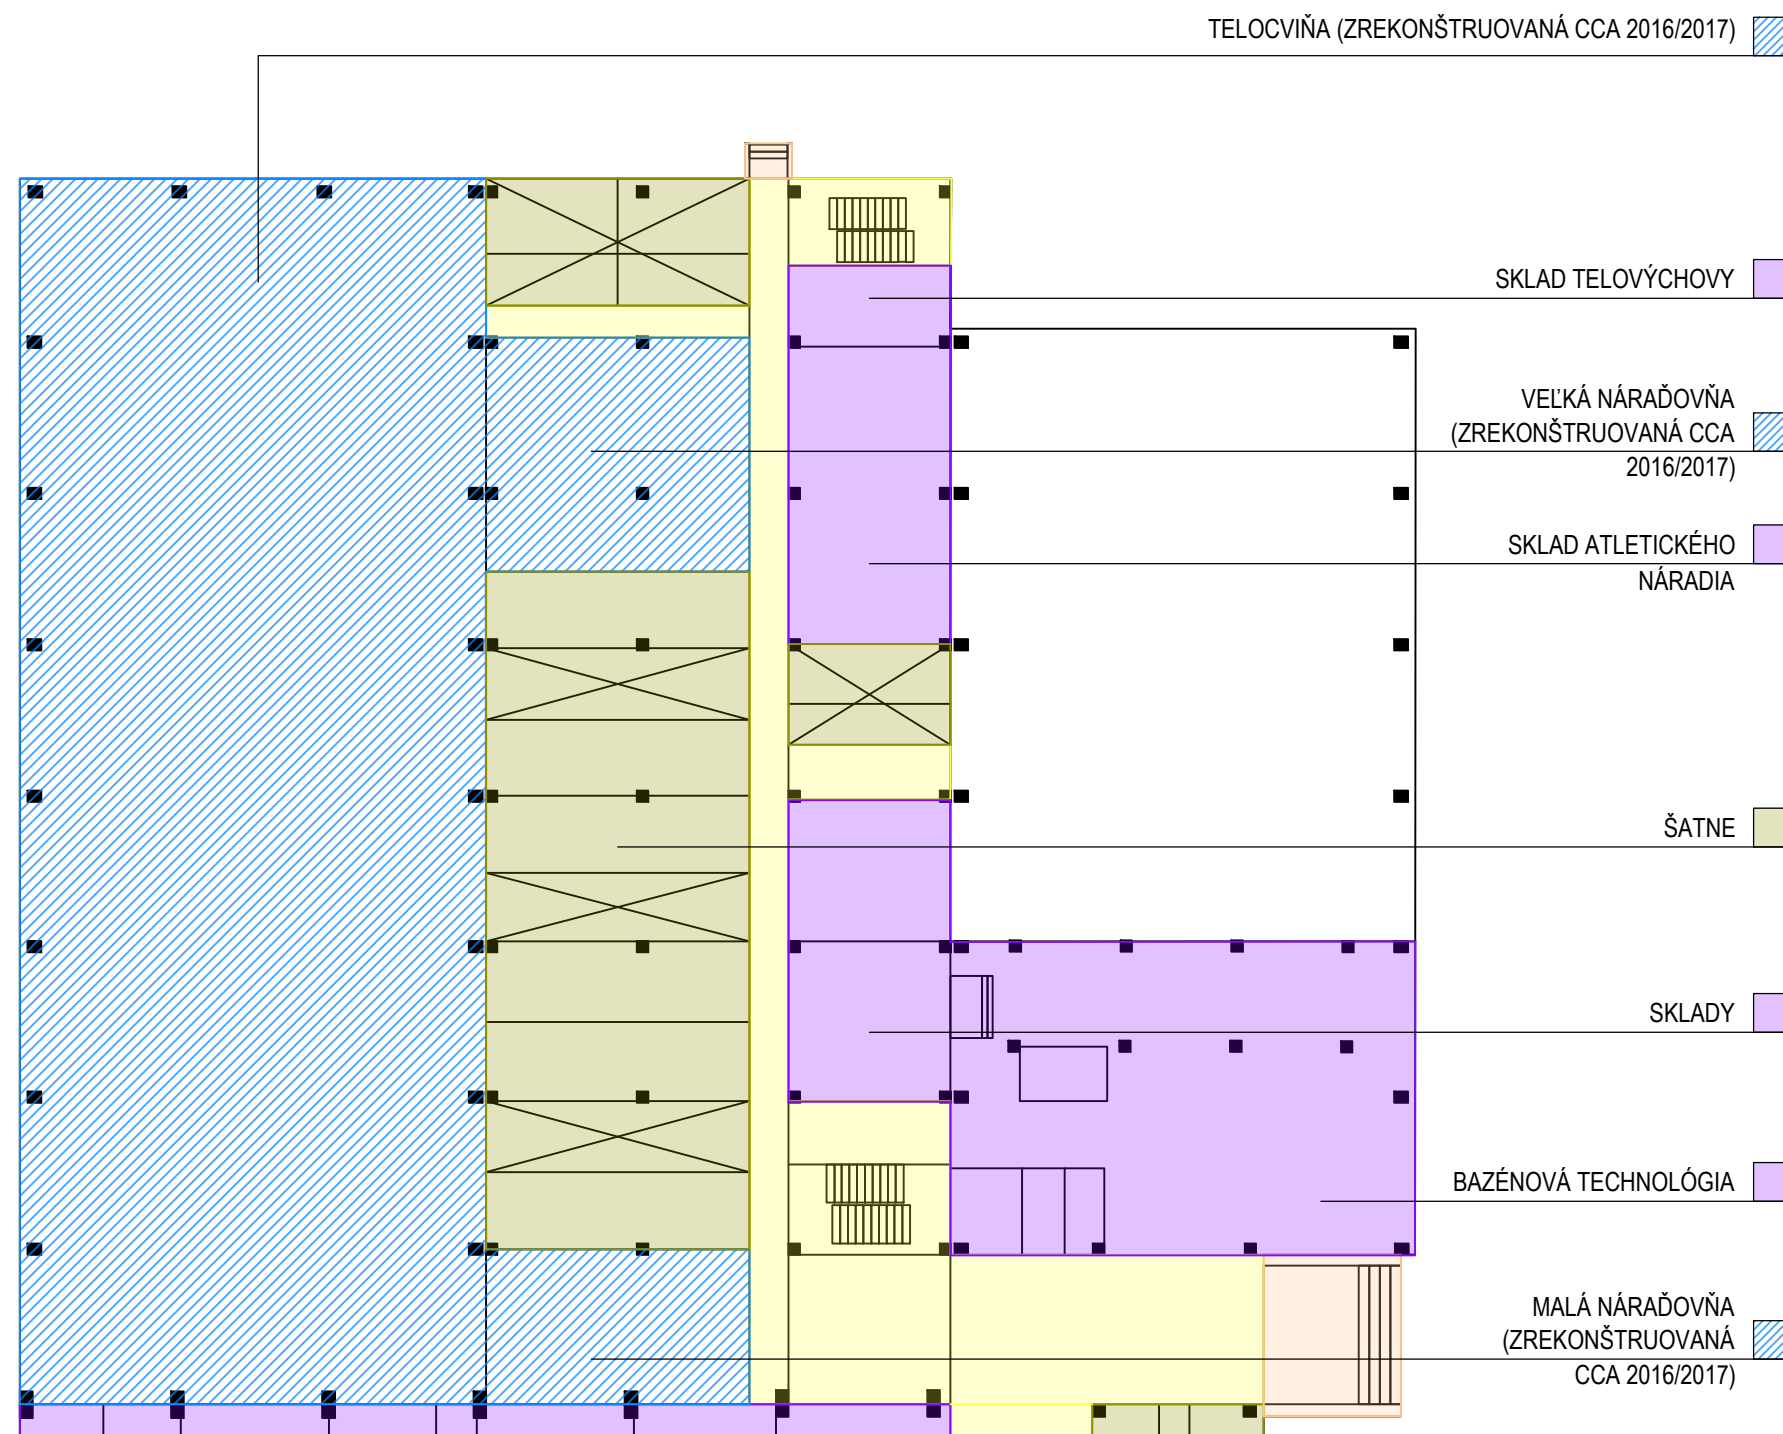 TELOCVIŇA (ZREKONŠTRUOVANÁ CCA 2016/2017)
SKLAD TELOVÝCHOVY
VEĽKÁ NÁRAĎOVŇA
(ZREKONŠTRUOVANÁ CCA
2016/2017)
SKLAD ATLETICKÉHO
NÁRADIA
ŠATNE
SKLADY
BAZÉNOVÁ TECHNOLÓGIA
MALÁ NÁRAĎOVŇA
(ZREKONŠTRUOVANÁ
CCA 2016/2017)